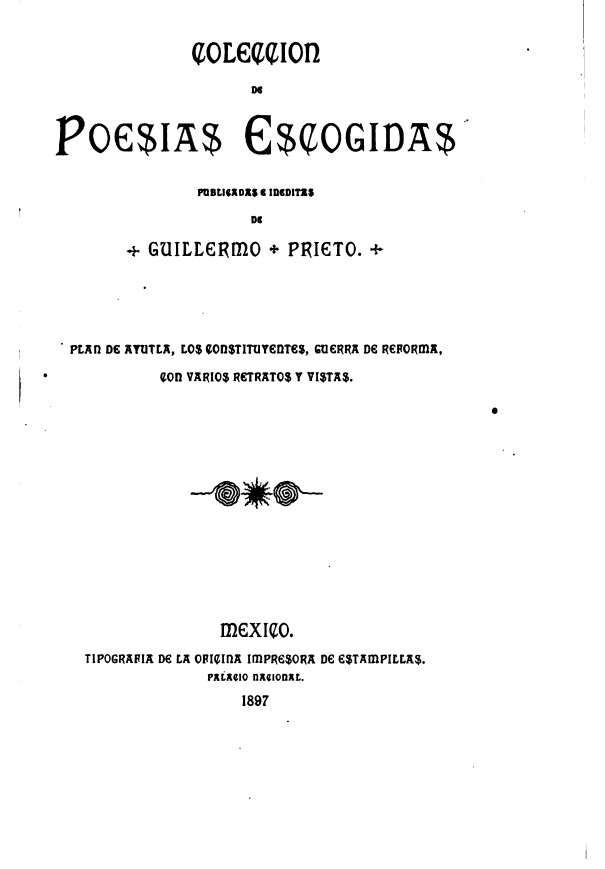 COLECCION
DE
POESIAS ESCOGIDAS
PUBLICADAS E INEDITAS
DE
+ GUILLERMO + PRIETO. +
PLAN DE AYUTLA, LOS CONSTITUYENTES, GUERRA DE REFORMA,
CON VARIOS RETRATOS Y VISTAS.
MEXICO.
TIPOGRAFIA DE LA OFICINA IMPRESORA DE ESTAMPILLAS.
PALACIO NACIONAL.
1897